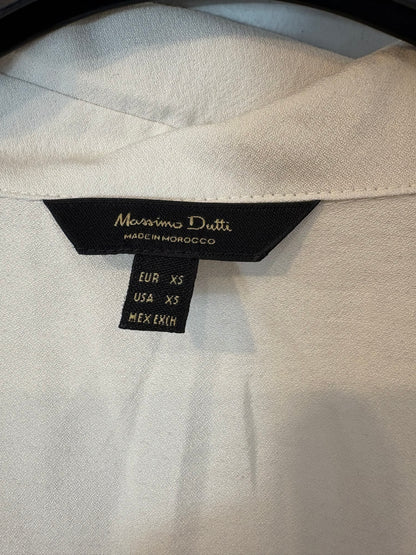 Massimo Dutti
MADE IN MOROCCO
EUR XS
USA XS
MEX EXCH